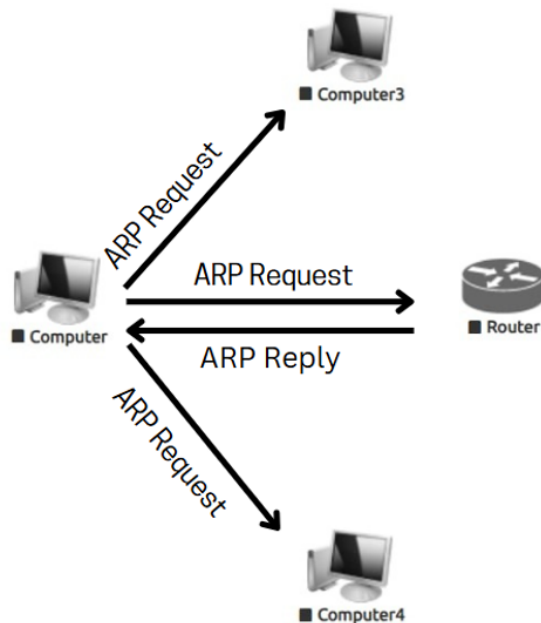 Computer3
ARP Request
ARP Request
Computer
Router
ARP Reply
ARP Request
Computer4